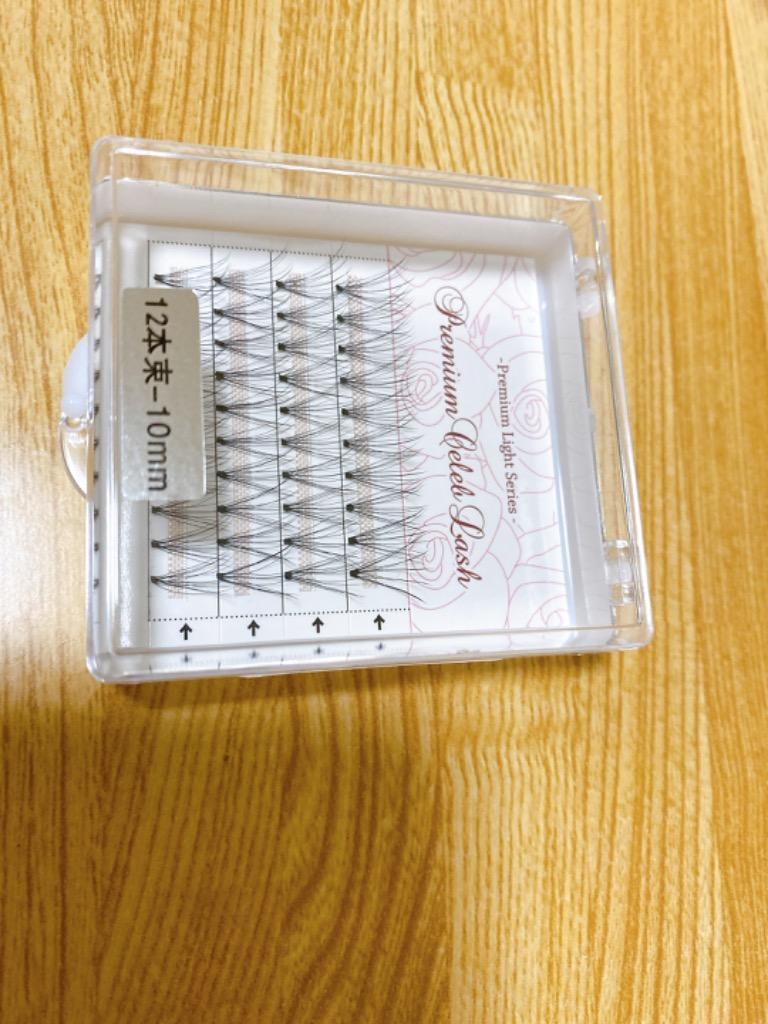 -Premium Light Series-
Premium Celeb Lash
12本束-10mm